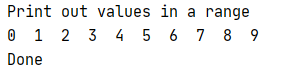 Print out values in a range
0  1  2  3  4  5  6  7  8  9
Done